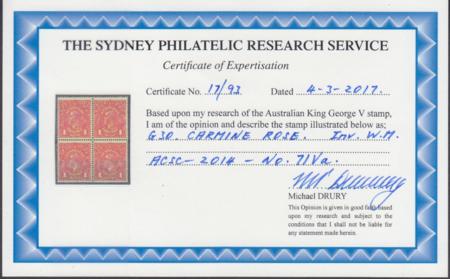 THE SYDNEY PHILATELIC RESEARCH SERVICE
Certificate of Expertisation
Certificate No. 17/93 Dated 4-3-2017.
Based upon my research of the Australian King George V stamp,
I am of the opinion and describe the stamp illustrated below as:
G30. CARMINE ROSE. Inv. W.M.
ACSC-2014-No. 71Va.
Michael DRURY
This Opinion is given in good faith based
upon my research and subject to the
conditions that I shall not be liable for
any statement made herein.